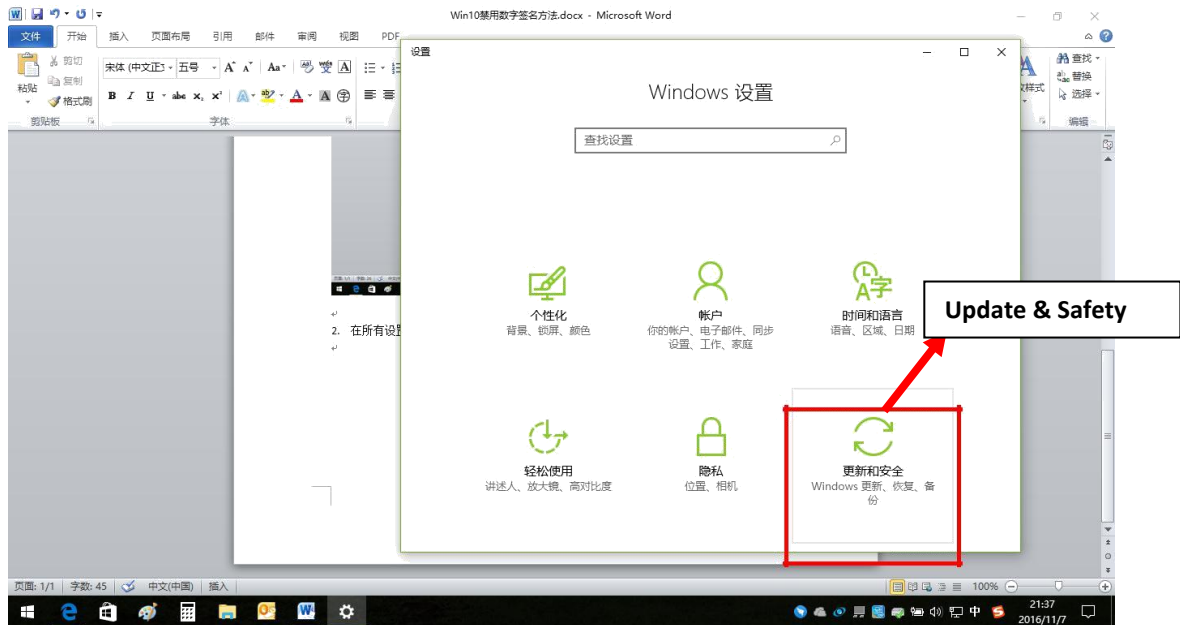 Win10禁用数字签名方法.docx - Microsoft Word
文件 开始 插入 页面布局 引用 邮件 审阅 视图 PDF
剪切
复制
粘贴
格式刷
剪贴板
宋体 (中文正 五号
字体
查找
替换
选择
编辑
设置
Windows 设置
查找设置
个性化
背景、锁屏、颜色
帐户
你的帐户、电子邮件、同步
设置、工作、家庭
时间和语言
语音、区域、日期
Update & Safety
轻松使用
讲述人、放大镜、高对比度
隐私
位置、相机
更新和安全
Windows 更新、恢复、备
份
2. 在所有设
页面: 1/1 字数: 45 中文(中国) 插入 100%
中 21:37
2016/11/7